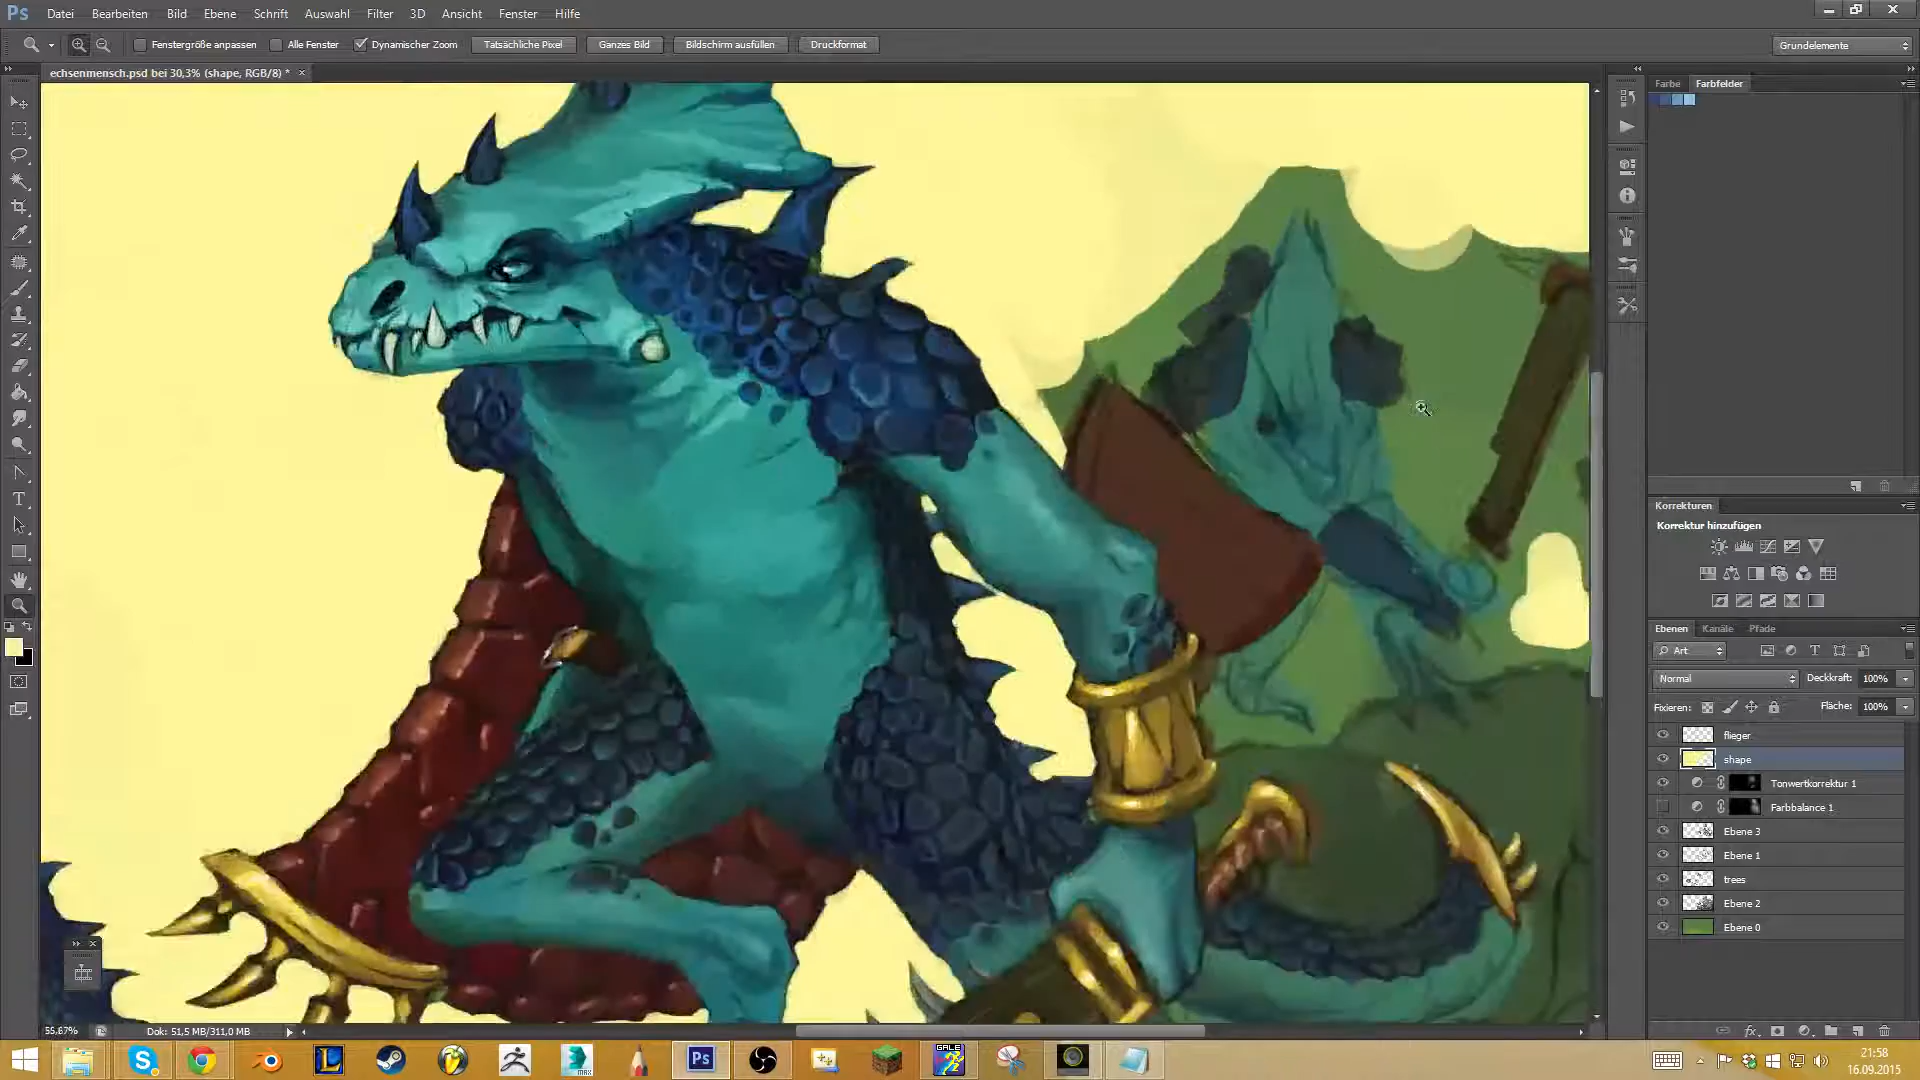 Ps Datei Bearbeiten Bild Ebene Schrift Auswahl Filter 3D Ansicht Fenster Hilfe
Fenstergröße anpassen Alle Fenster Dynamischer Zoom Tatsächliche Pixel Ganzes Bild Bildschirm ausfüllen Druckformat Grundelemente
echsenmensch.psd bei 30,3% (shape, RGB/8) *
Farbe Farbfelder
Korrekturen
Korrektur hinzufügen
Ebenen Kanäle Pfade
Art
Normal Deckkraft: 100%
Fixieren: Fläche: 100%
flieger
shape
Tonwertkorrektur 1
Farbbalance 1
Ebene 3
Ebene 1
trees
Ebene 2
Ebene 0
55,67% Dok: 51,5 MB/311,0 MB
Ps
MAX
GALE
21:58
16.09.2015